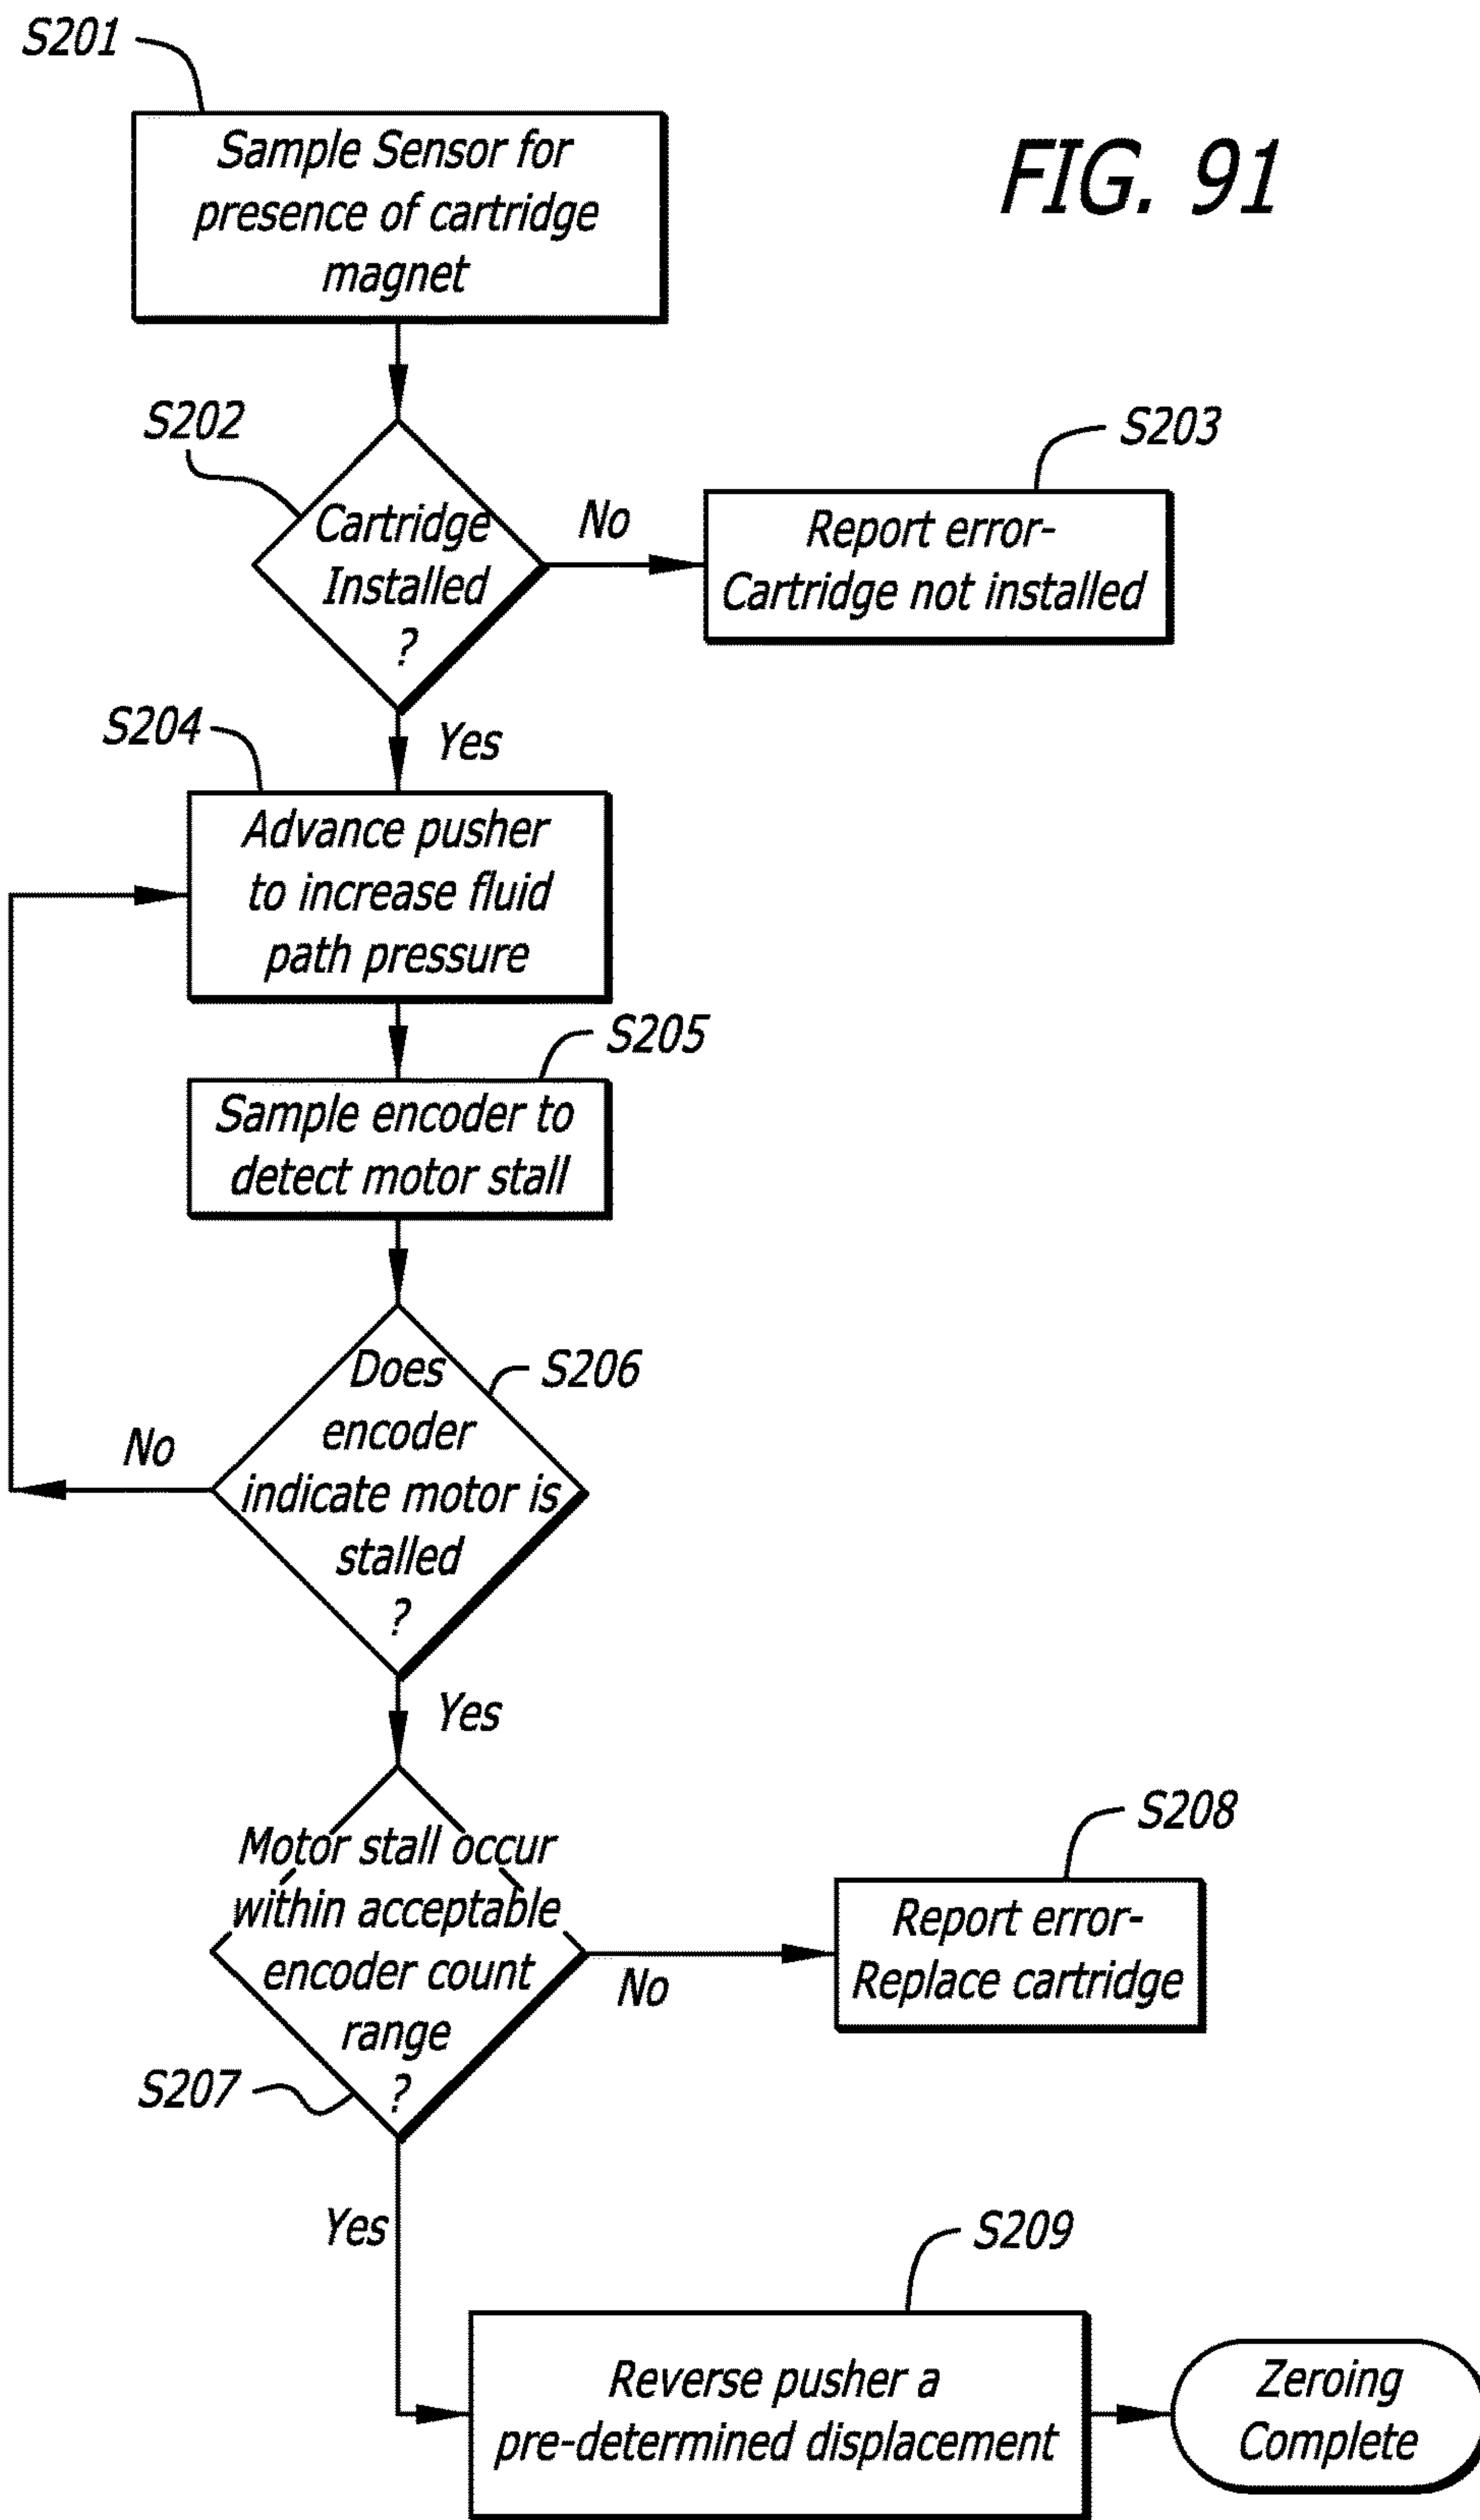 S201
FIG. 91
Sample Sensor for
presence of cartridge
magnet
S202
S203
Cartridge
Installed
?
No
Report error-
Cartridge not installed
Yes
S204
Advance pusher
to increase fluid
path pressure
S205
Sample encoder to
detect motor stall
S206
Does
encoder
indicate motor is
stalled
?
No
Yes
Motor stall occur
within acceptable
encoder count
range
?
S207
No
S208
Report error-
Replace cartridge
Yes
S209
Reverse pusher a
pre-determined displacement
Zeroing
Complete